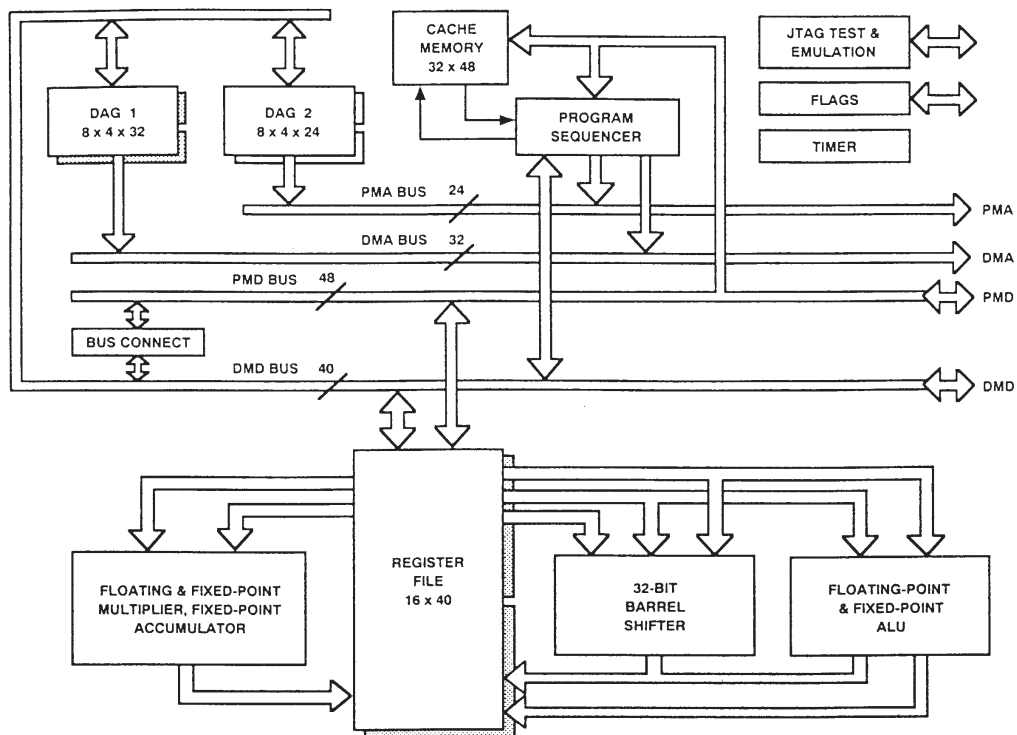 DAG 1
8 x 4 x 32
DAG 2
8 x 4 x 24
CACHE
MEMORY
32 x 48
PROGRAM
SEQUENCER
JTAG TEST &
EMULATION
FLAGS
TIMER
PMA BUS 24
PMA
DMA BUS 32
DMA
PMD BUS 48
PMD
BUS CONNECT
DMD BUS 40
DMD
REGISTER
FILE
16 x 40
FLOATING & FIXED-POINT
MULTIPLIER, FIXED-POINT
ACCUMULATOR
32-BIT
BARREL
SHIFTER
FLOATING-POINT
& FIXED-POINT
ALU